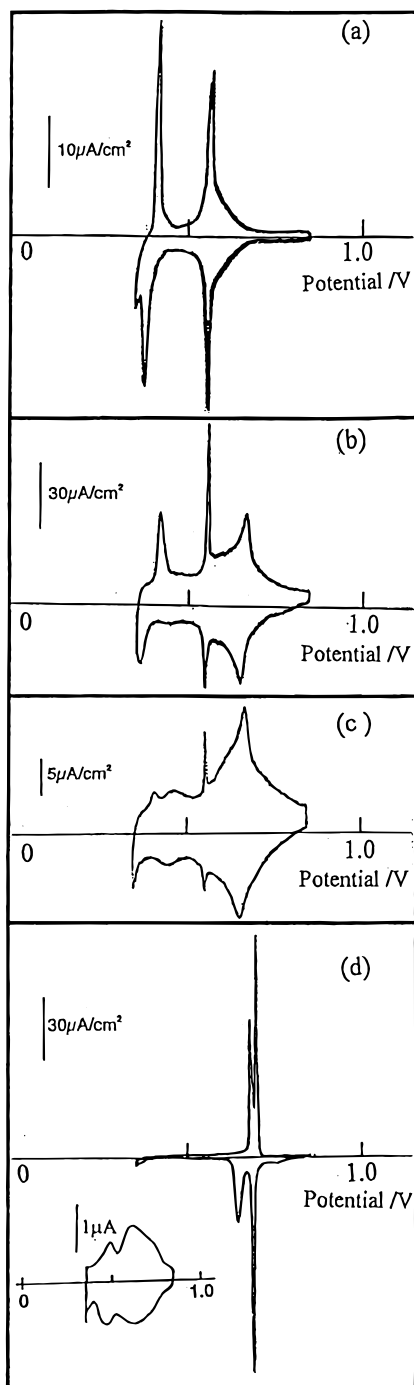 (a)
10μA/cm²
0
1.0
Potential /V
(b)
30μA/cm²
0
1.0
Potential /V
(c)
5μA/cm²
0
1.0
Potential /V
(d)
30μA/cm²
0
1.0
Potential /V
1μA
0
1.0